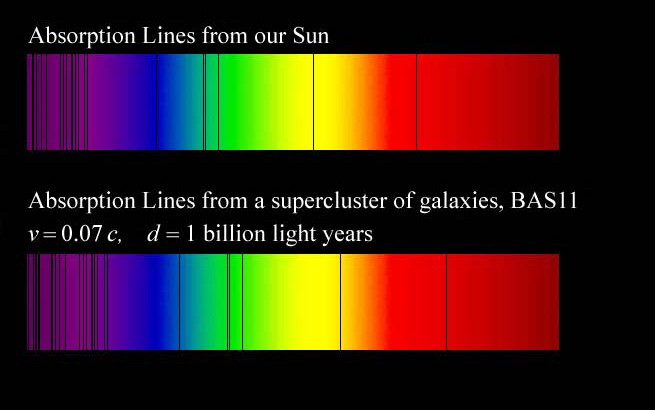 Absorption Lines from our Sun
Absorption Lines from a supercluster of galaxies, BAS11
v = 0.07 c, d = 1 billion light years